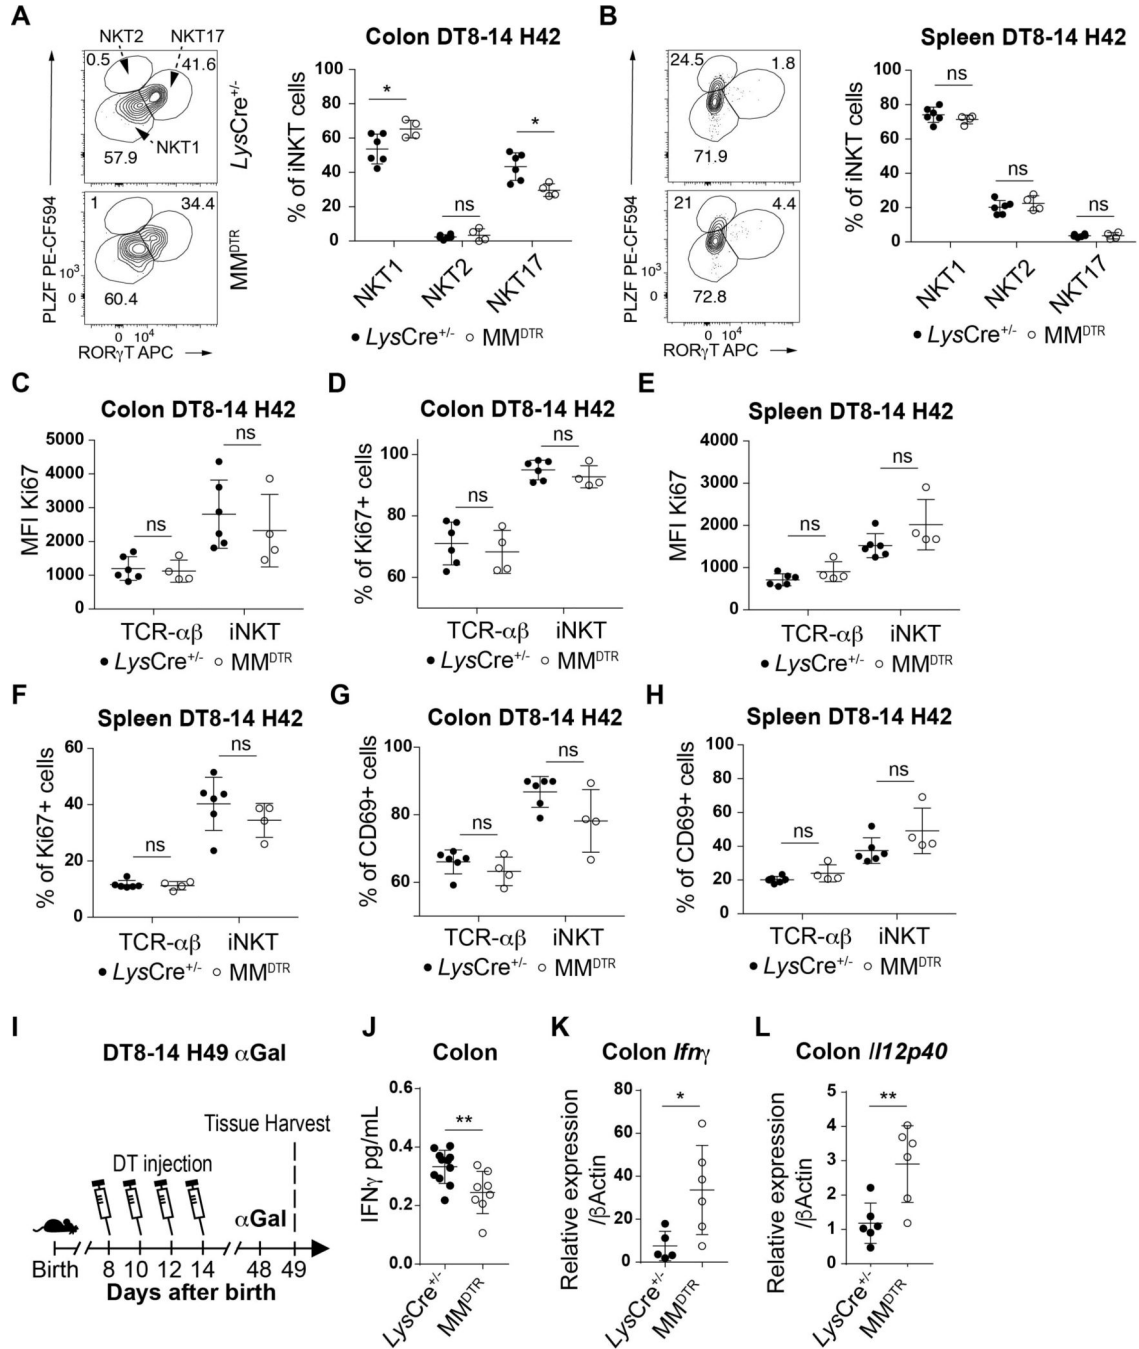 A
NKT2
NKT17
0.5
41.6
NKT1
57.9
LysCre+/-
1
34.4
60.4
MMDTR
PLZF PE-CF594
10³
0
0 10⁴
RORγT APC
Colon DT8-14 H42
% of iNKT cells
100
80
60
40
20
0
*
ns
*
NKT1
NKT2
NKT17
LysCre+/- MMDTR
B
24.5
1.8
71.9
21
4.4
72.8
PLZF PE-CF594
0 10⁴
RORγT APC
Spleen DT8-14 H42
% of iNKT cells
100
80
60
40
20
0
ns
ns
ns
NKT1
NKT2
NKT17
LysCre+/- MMDTR
C
Colon DT8-14 H42
MFI Ki67
5000
4000
3000
2000
1000
0
ns
ns
TCR-αβ iNKT
LysCre+/- MMDTR
D
Colon DT8-14 H42
% of Ki67+ cells
100
80
60
ns
ns
TCR-αβ iNKT
LysCre+/- MMDTR
E
Spleen DT8-14 H42
MFI Ki67
4000
3000
2000
1000
0
ns
ns
TCR-αβ iNKT
LysCre+/- MMDTR
F
Spleen DT8-14 H42
% of Ki67+ cells
60
40
20
0
ns
ns
TCR-αβ iNKT
LysCre+/- MMDTR
G
Colon DT8-14 H42
% of CD69+ cells
100
80
60
ns
ns
TCR-αβ iNKT
LysCre+/- MMDTR
H
Spleen DT8-14 H42
% of CD69+ cells
100
80
60
40
20
0
ns
ns
TCR-αβ iNKT
LysCre+/- MMDTR
I
DT8-14 H49 αGal
Tissue Harvest
DT injection
αGal
Birth 8 10 12 14 48 49
Days after birth
J
Colon
IFNγ pg/mL
0.6
0.4
0.2
0.0
**
LysCre+/-
MMDTR
K
Colon Ifnγ
Relative expression
/βActin
80
60
40
20
0
*
LysCre+/-
MMDTR
L
Colon Il12p40
Relative expression
/βActin
5
4
3
2
1
0
**
LysCre+/-
MMDTR